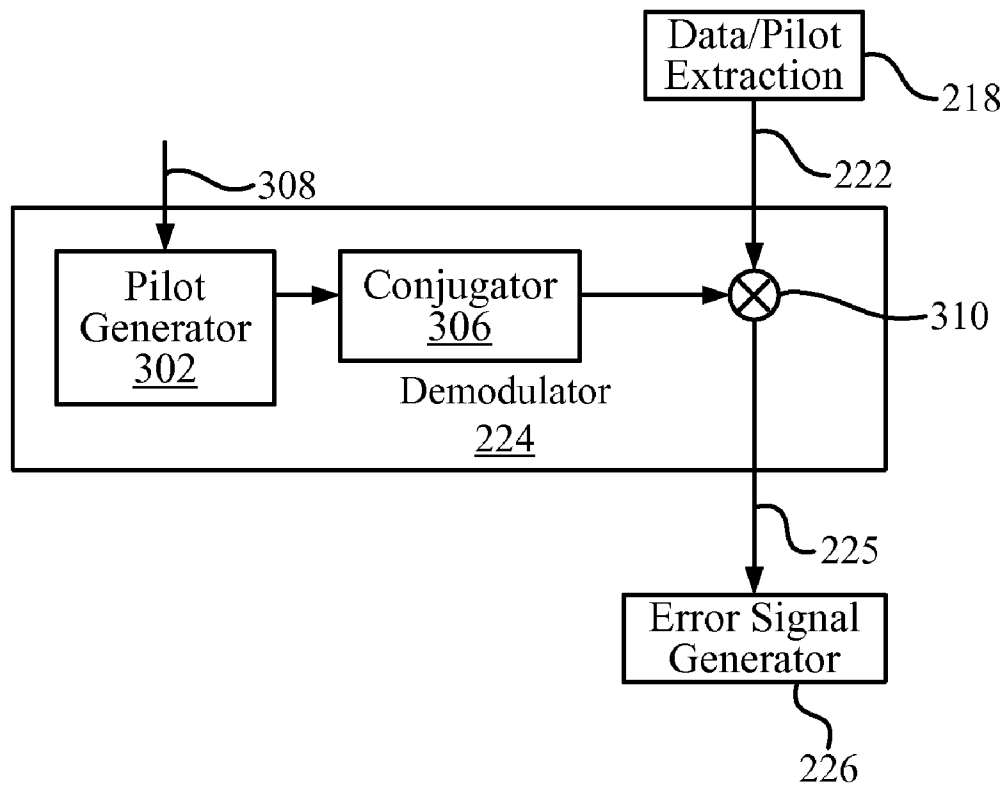 Data/Pilot
Extraction
218
222
308
Pilot
Generator
302
Conjugator
306
310
Demodulator
224
225
Error Signal
Generator
226